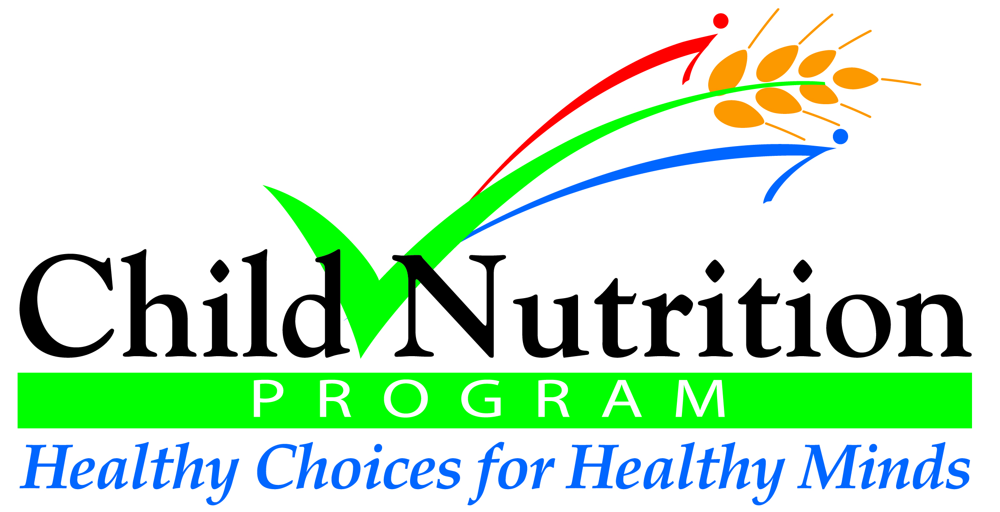 Child Nutrition
PROGRAM
Healthy Choices for Healthy Minds